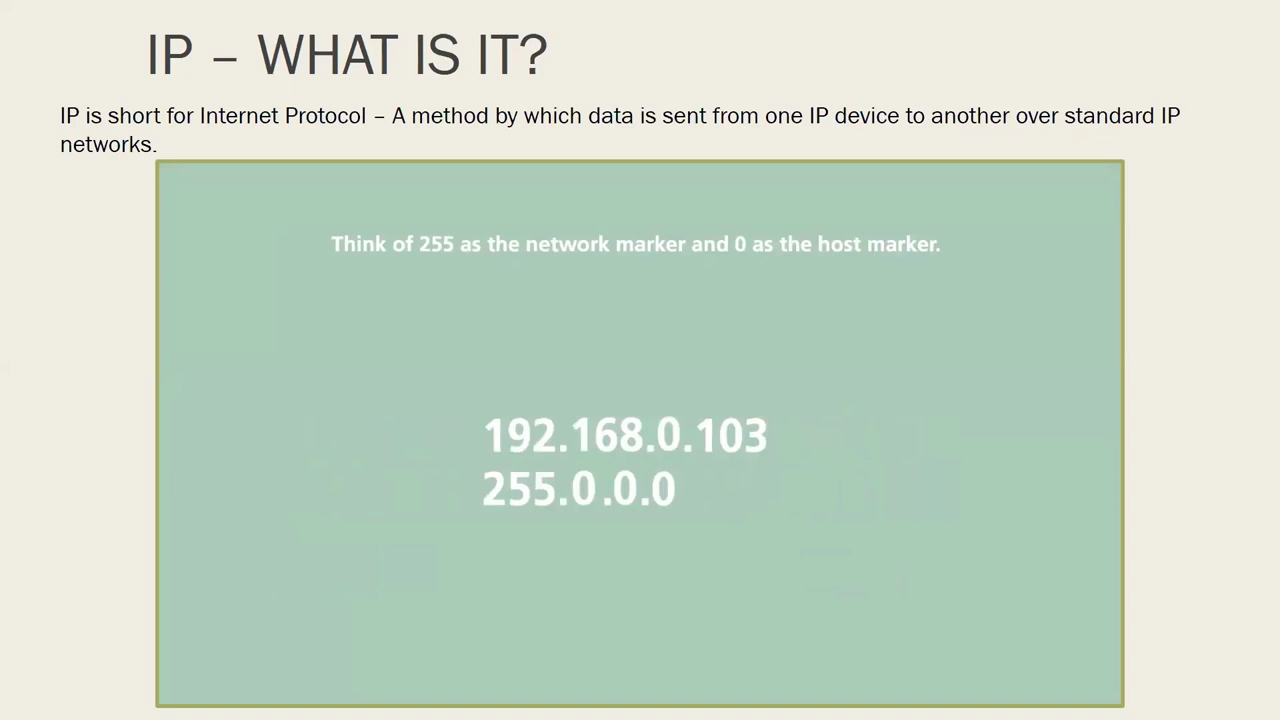 IP – WHAT IS IT?
IP is short for Internet Protocol – A method by which data is sent from one IP device to another over standard IP
networks.
Think of 255 as the network marker and 0 as the host marker.
192.168.0.103
255.0.0.0